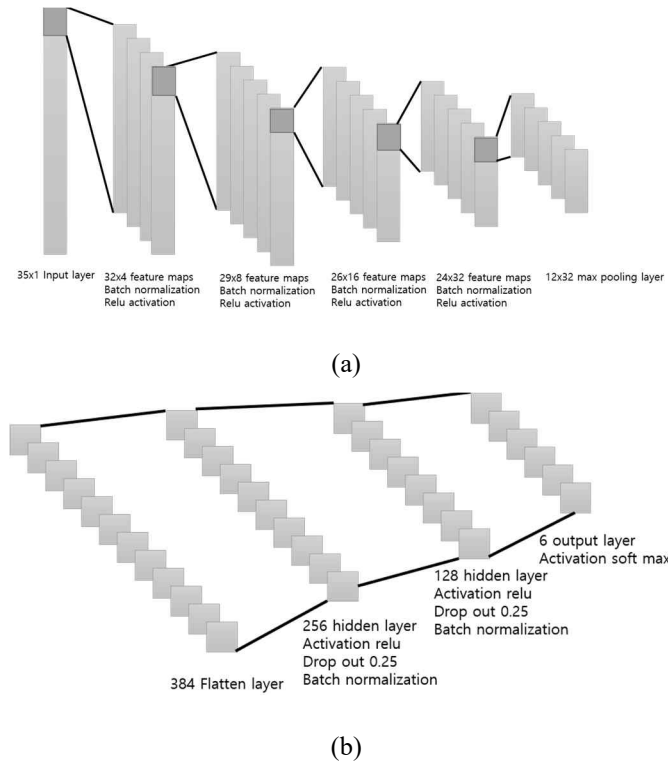 35x1 Input layer
32x4 feature maps
Batch normalization
Relu activation
29x8 feature maps
Batch normalization
Relu activation
26x16 feature maps
Batch normalization
Relu activation
24x32 feature maps
Batch normalization
Relu activation
12x32 max pooling layer
(a)
384 Flatten layer
256 hidden layer
Activation relu
Drop out 0.25
Batch normalization
128 hidden layer
Activation relu
Drop out 0.25
Batch normalization
6 output layer
Activation soft max
(b)